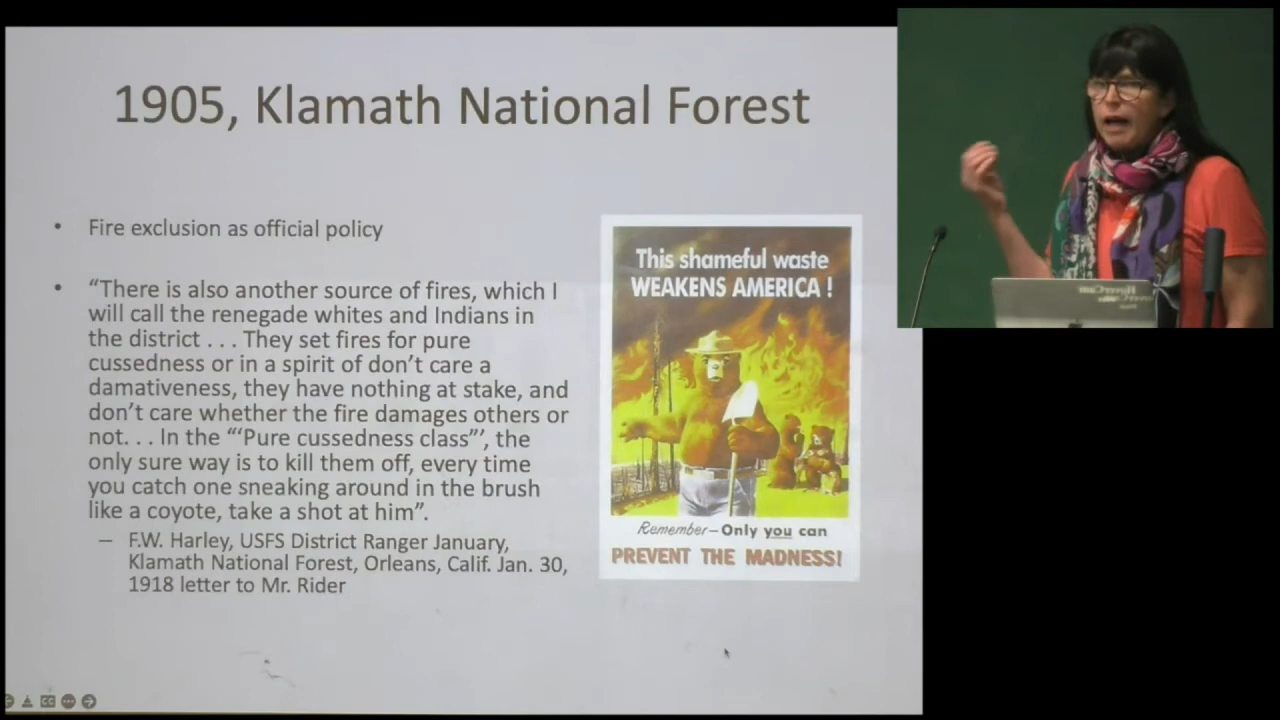 1905, Klamath National Forest
• Fire exclusion as official policy
• “There is also another source of fires, which I
will call the renegade whites and Indians in
the district . . . They set fires for pure
cussedness or in a spirit of don’t care a
damativeness, they have nothing at stake, and
don’t care whether the fire damages others or
not. . . In the “‘Pure cussedness class”’, the
only sure way is to kill them off, every time
you catch one sneaking around in the brush
like a coyote, take a shot at him”.
– F.W. Harley, USFS District Ranger January,
Klamath National Forest, Orleans, Calif. Jan. 30,
1918 letter to Mr. Rider
This shameful waste
WEAKENS AMERICA !
Remember–Only you can
PREVENT THE MADNESS!
HoverCam
CC